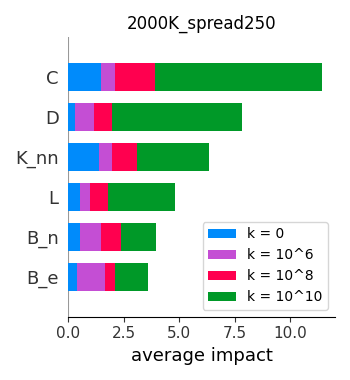 2000K_spread250
C
D
K_nn
L
B_n
B_e
k = 0
k = 10^6
k = 10^8
k = 10^10
0.0 2.5 5.0 7.5 10.0
average impact